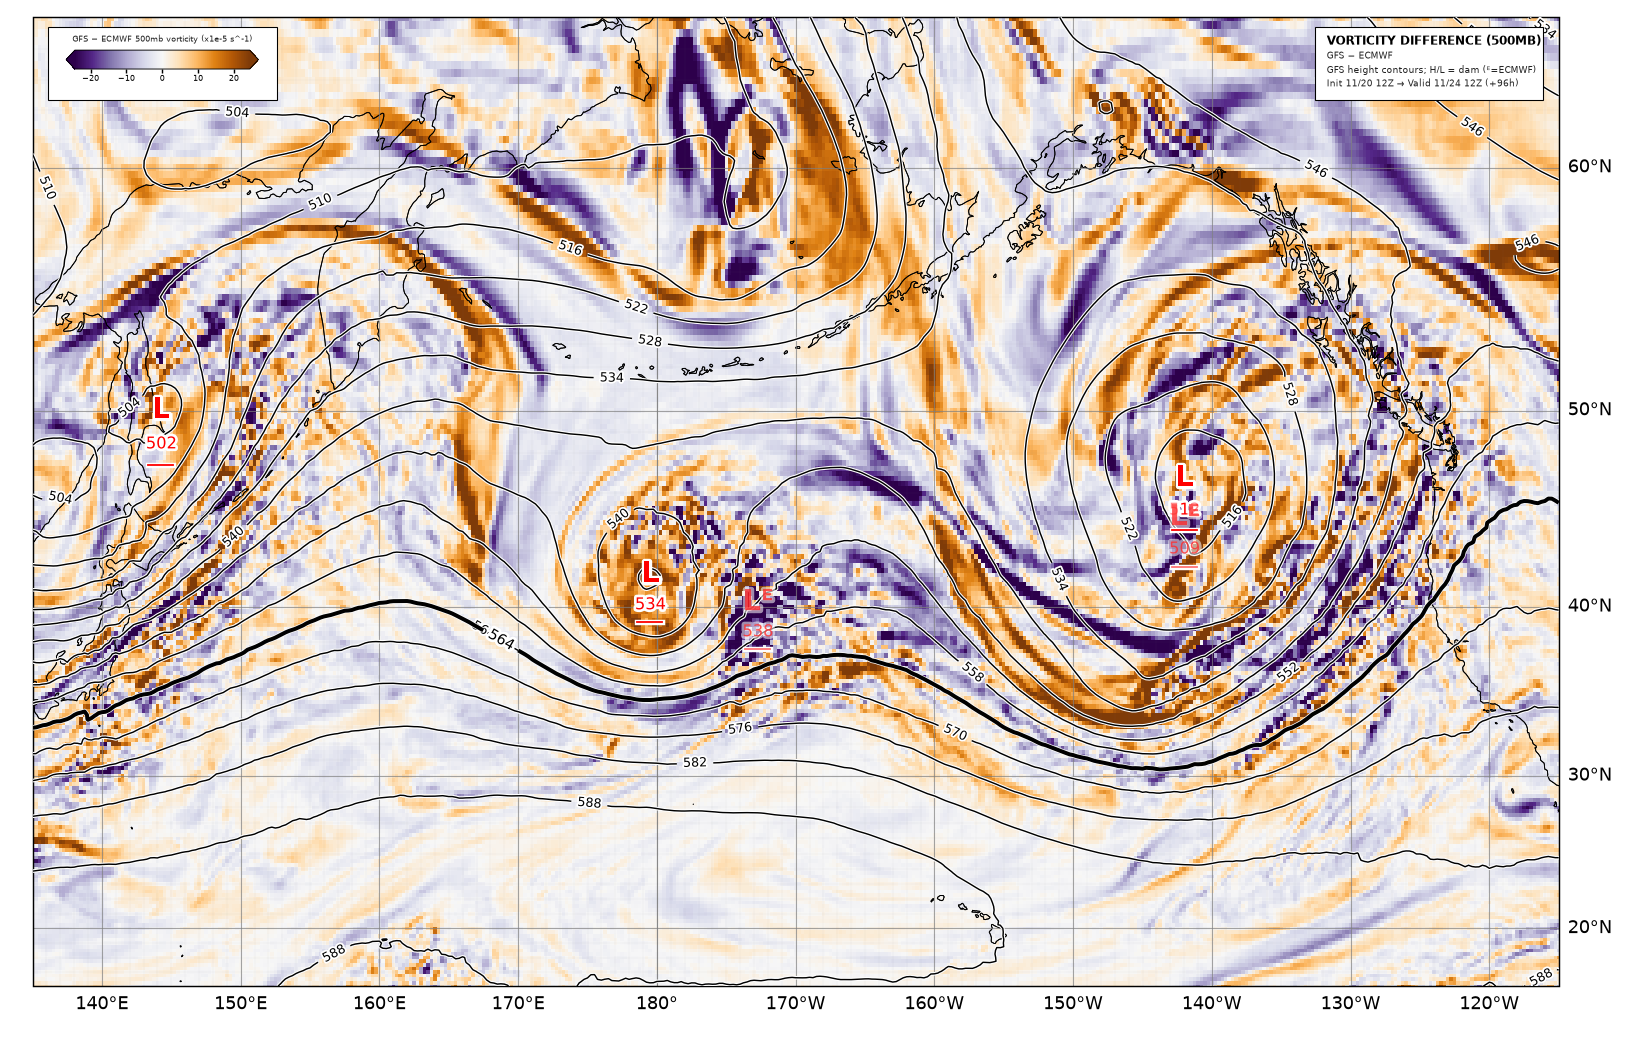 GFS − ECMWF 500mb vorticity (x1e-5 s^-1)
−20 −10 0 10 20
VORTICITY DIFFERENCE (500MB)
GFS − ECMWF
GFS height contours; H/L = dam (ᴱ=ECMWF)
Init 11/20 12Z → Valid 11/24 12Z (+96h)
534
504
546
510
546
60°N
510
516
546
522
528
534
528
504
L
50°N
502
L
504
516
540
LE
522
540
509
L
534
534
LE
40°N
538
564
558
552
576
570
582
30°N
588
20°N
588
588
140°E 150°E 160°E 170°E 180° 170°W 160°W 150°W 140°W 130°W 120°W